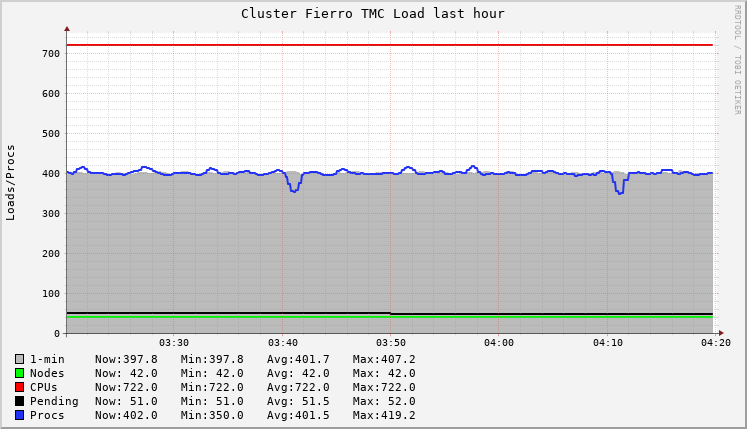 Cluster Fierro TMC Load last hour
RRDTOOL / TOBI OETIKER
Loads/Procs
700
600
500
400
300
200
100
0
03:30 03:40 03:50 04:00 04:10 04:20
1-min Now:397.8 Min:397.8 Avg:401.7 Max:407.2
Nodes Now: 42.0 Min: 42.0 Avg: 42.0 Max: 42.0
CPUs Now:722.0 Min:722.0 Avg:722.0 Max:722.0
Pending Now: 51.0 Min: 51.0 Avg: 51.5 Max: 52.0
Procs Now:402.0 Min:350.0 Avg:401.5 Max:419.2